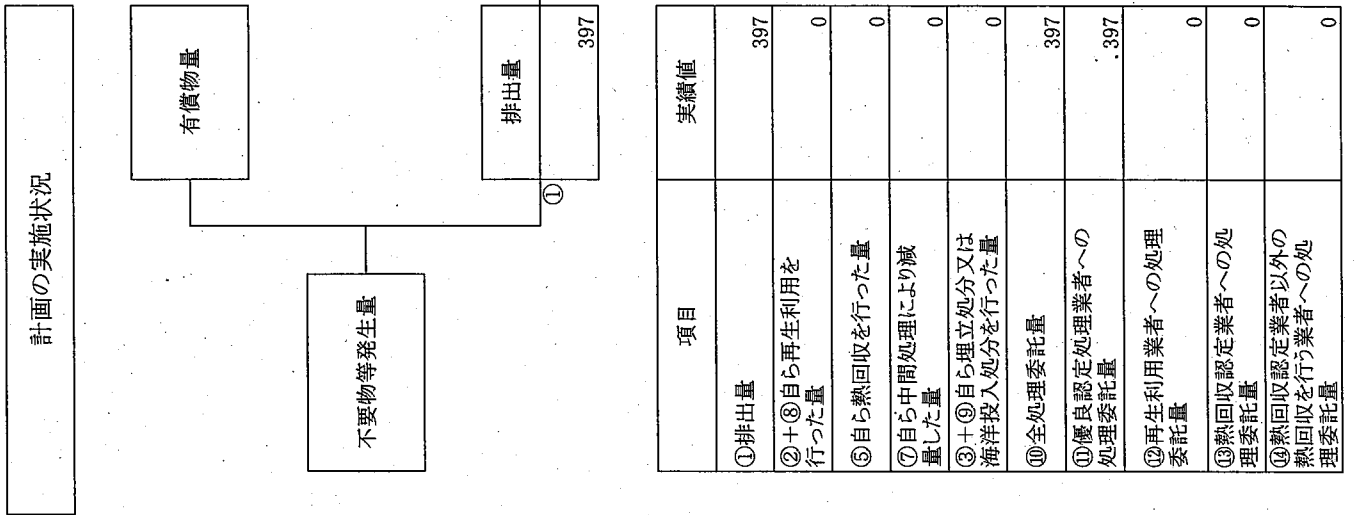 計画の実施状況
有償物量
不要物等発生量
排出量
①
397
項目
実績値
①排出量
397
②+⑧自ら再生利用を
行った量
0
⑤自ら熱回収を行った量
0
⑦自ら中間処理により減
量した量
0
③+⑨自ら埋立処分又は
海洋投入処分を行った量
0
⑩全処理委託量
397
⑪優良認定処理業者への
処理委託量
397
⑫再生利用業者への処理
委託量
0
⑬熱回収認定業者への処
理委託量
0
⑭熱回収認定業者以外の
熱回収を行う業者への処
理委託量
0